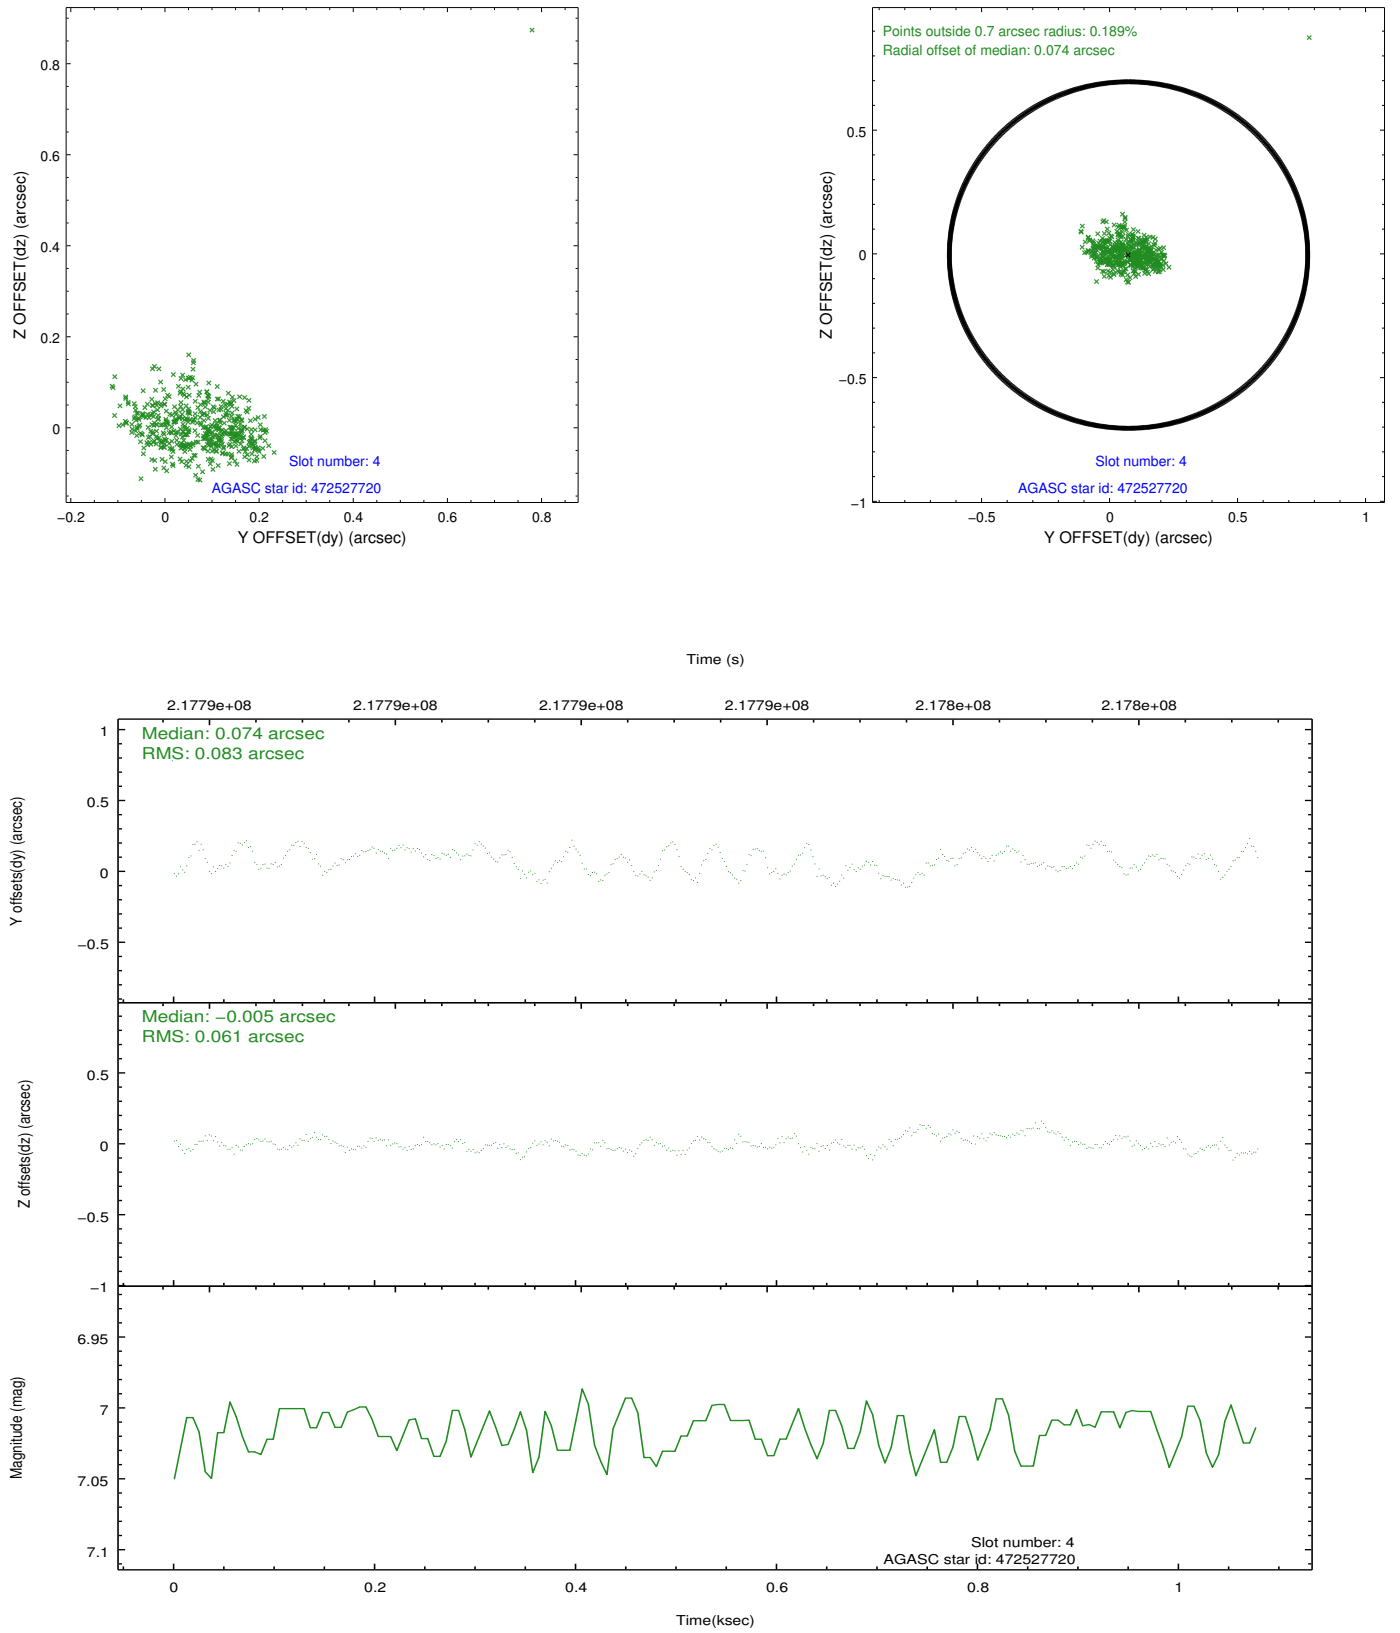 0.8
0.6
0.4
0.2
0
Z OFFSET(dz) (arcsec)
Slot number: 4
AGASC star id: 472527720
−0.2 0 0.2 0.4 0.6 0.8
Y OFFSET(dy) (arcsec)
Points outside 0.7 arcsec radius: 0.189%
Radial offset of median: 0.074 arcsec
0.5
0
−0.5
−1
Z OFFSET(dz) (arcsec)
Slot number: 4
AGASC star id: 472527720
−0.5 0 0.5 1
Y OFFSET(dy) (arcsec)
Time (s)
2.1779e+08 2.1779e+08 2.1779e+08 2.1779e+08 2.178e+08 2.178e+08
Median: 0.074 arcsec
RMS: 0.083 arcsec
1
0.5
0
−0.5
Y offsets(dy) (arcsec)
Median: −0.005 arcsec
RMS: 0.061 arcsec
0.5
0
−0.5
−1
Z offsets(dz) (arcsec)
6.95
7
7.05
7.1
Magnitude (mag)
Slot number: 4
AGASC star id: 472527720
0 0.2 0.4 0.6 0.8 1
Time(ksec)